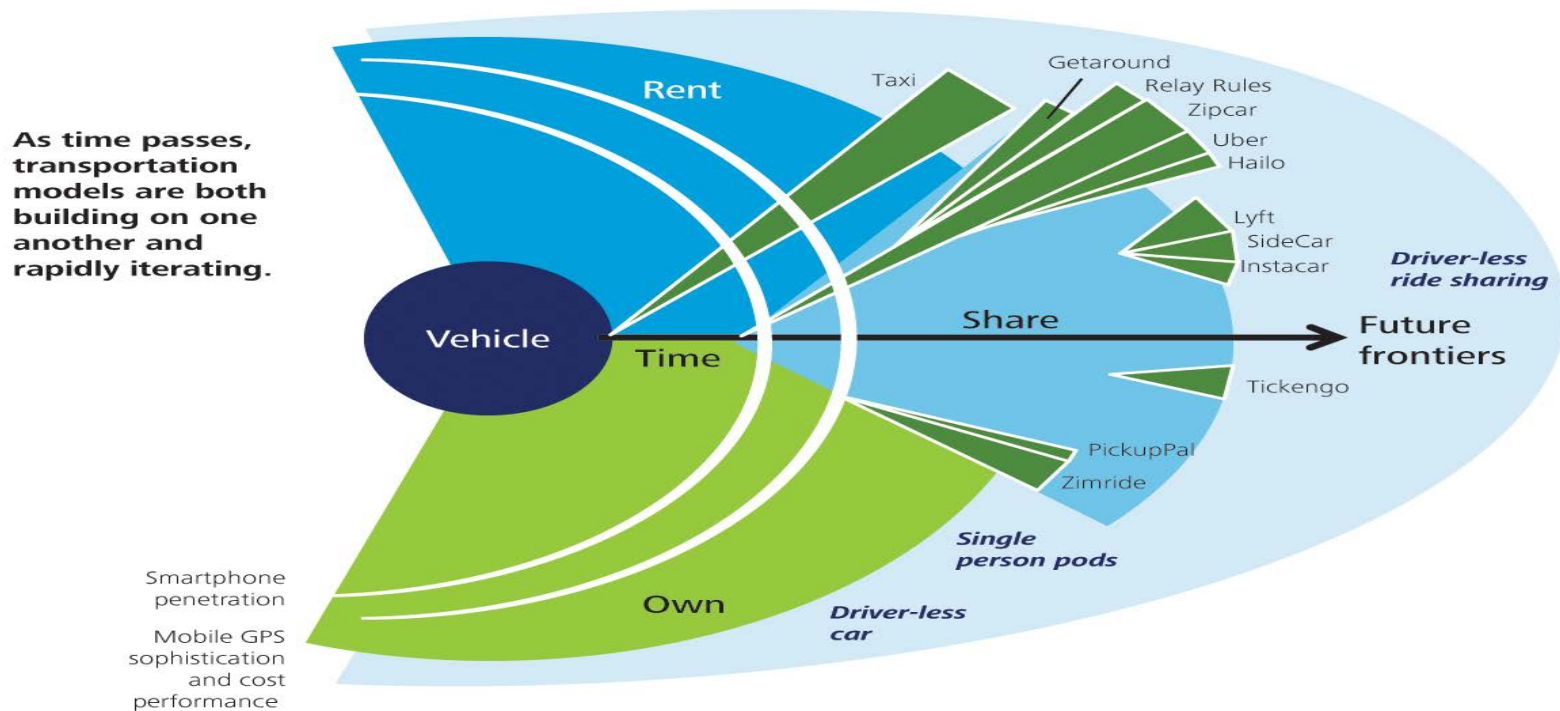 As time passes,
transportation
models are both
building on one
another and
rapidly iterating.
Rent
Taxi
Getaround
Relay Rules
Zipcar
Uber
Hailo
Lyft
SideCar
Instacar
Driver-less
ride sharing
Vehicle
Time
Share
Future
frontiers
Tickengo
PickupPal
Zimride
Single
person pods
Own
Driver-less
car
Smartphone
penetration
Mobile GPS
sophistication
and cost
performance